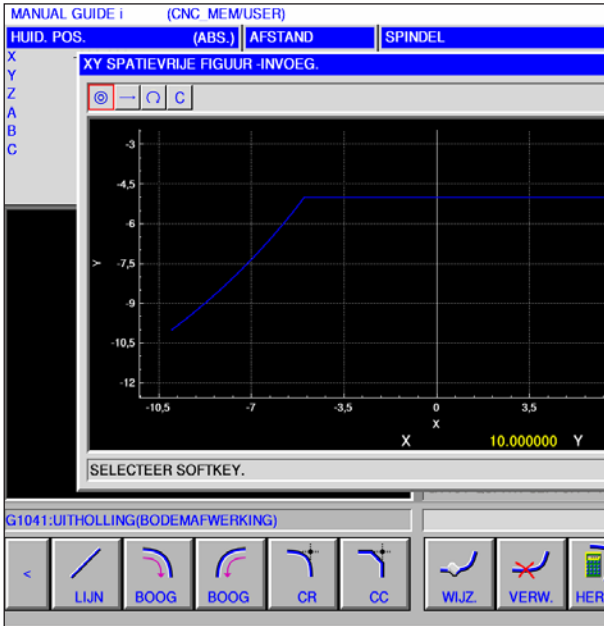 MANUAL GUIDE i (CNC_MEM/USER)
HUID. POS. (ABS.) AFSTAND SPINDEL
X
Y
Z
A
B
C
XY SPATIEVRIJE FIGUUR -INVOEG.
C
-3
-4,5
-6
Y
-7,5
-9
-10,5
-12
-10,5 -7 -3,5 0 3,5
X
X 10.000000 Y
SELECTEER SOFTKEY.
G1041:UITHOLLING(BODEMAFWERKING)
< LIJN BOOG BOOG CR CC WIJZ. VERW. HER